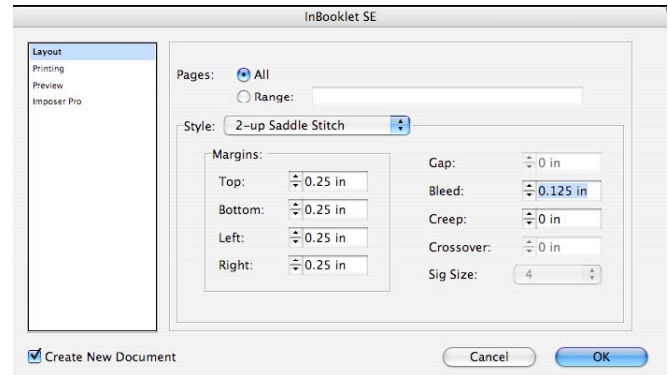 InBooklet SE
Layout
Printing
Preview
Imposer Pro
Pages: All
Range:
Style: 2-up Saddle Stitch
Margins:
Top: 0.25 in
Bottom: 0.25 in
Left: 0.25 in
Right: 0.25 in
Gap: 0 in
Bleed: 0.125 in
Creep: 0 in
Crossover: 0 in
Sig Size: 4
Create New Document
Cancel
OK